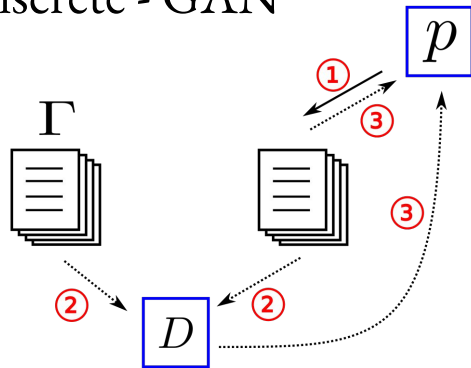 iscrete - GAN
p
①
③
Γ
③
② ②
D